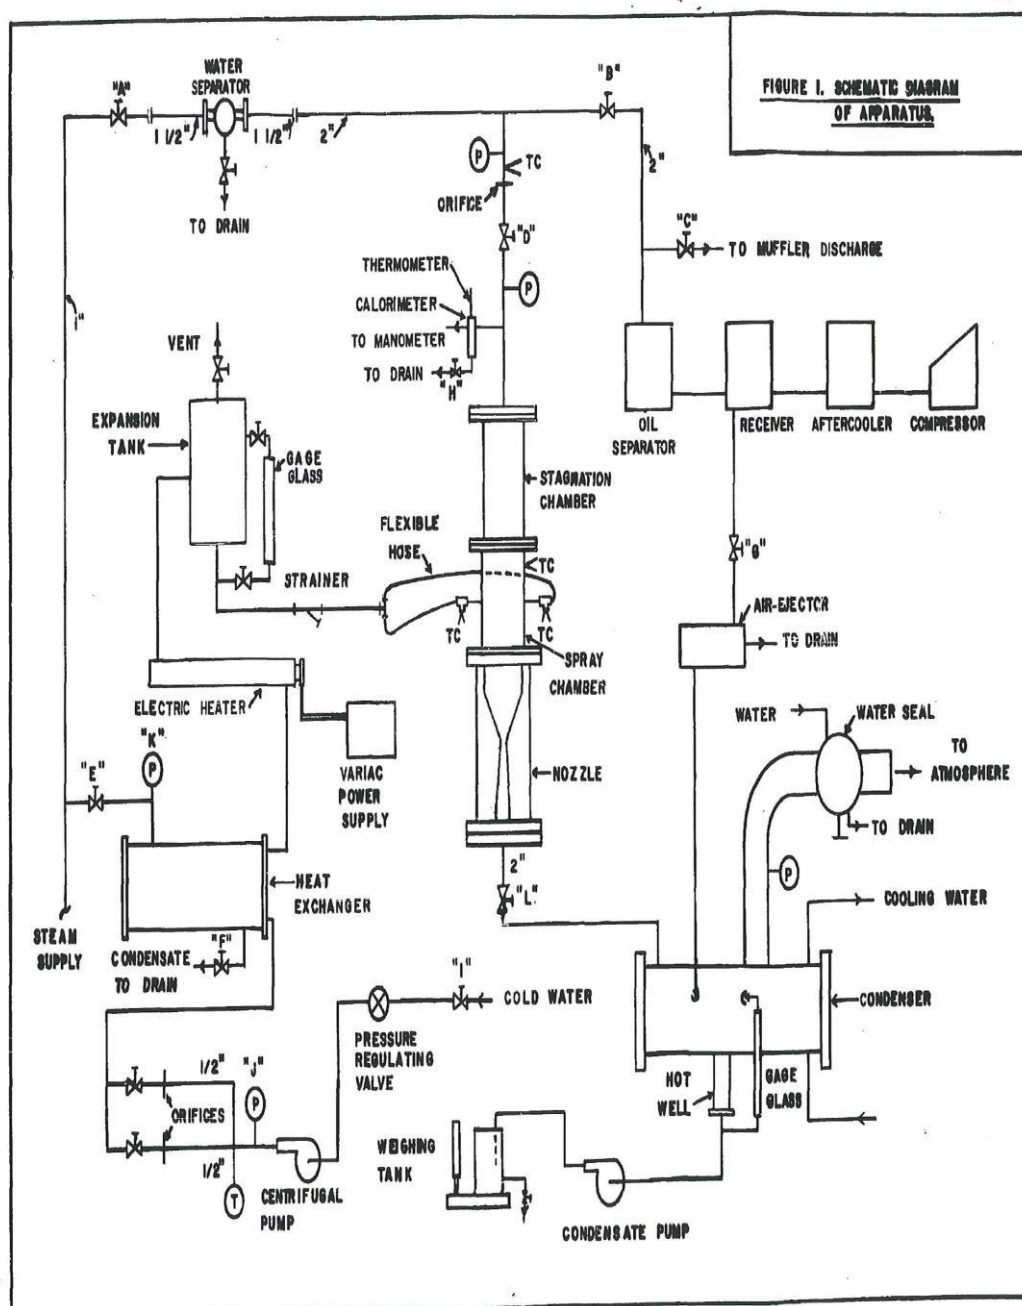 FIGURE 1. SCHEMATIC DIAGRAM
OF APPARATUS.
"A"
WATER
SEPARATOR
1 1/2"
1 1/2"
2"
"B"
TO DRAIN
P
TC
ORIFICE
"D"
2"
"C"
TO MUFFLER DISCHARGE
THERMOMETER
CALORIMETER
TO MANOMETER
TO DRAIN
"H"
P
1"
VENT
EXPANSION
TANK
GAGE
GLASS
OIL
SEPARATOR
RECEIVER
AFTERCOOLER
COMPRESSOR
STAGNATION
CHAMBER
FLEXIBLE
HOSE
STRAINER
TC
TC
TC
"G"
AIR-EJECTOR
TO DRAIN
SPRAY
CHAMBER
ELECTRIC HEATER
VARIAC
POWER
SUPPLY
"K"
P
"E"
NOZZLE
WATER
WATER SEAL
TO
ATMOSPHERE
TO DRAIN
P
2"
"L"
HEAT
EXCHANGER
STEAM
SUPPLY
"F"
CONDENSATE
TO DRAIN
COOLING WATER
"I"
COLD WATER
PRESSURE
REGULATING
VALVE
CONDENSER
HOT
WELL
GAGE
GLASS
1/2"
"J"
P
ORIFICES
1/2"
T
CENTRIFUGAL
PUMP
WEIGHING
TANK
CONDENSATE PUMP